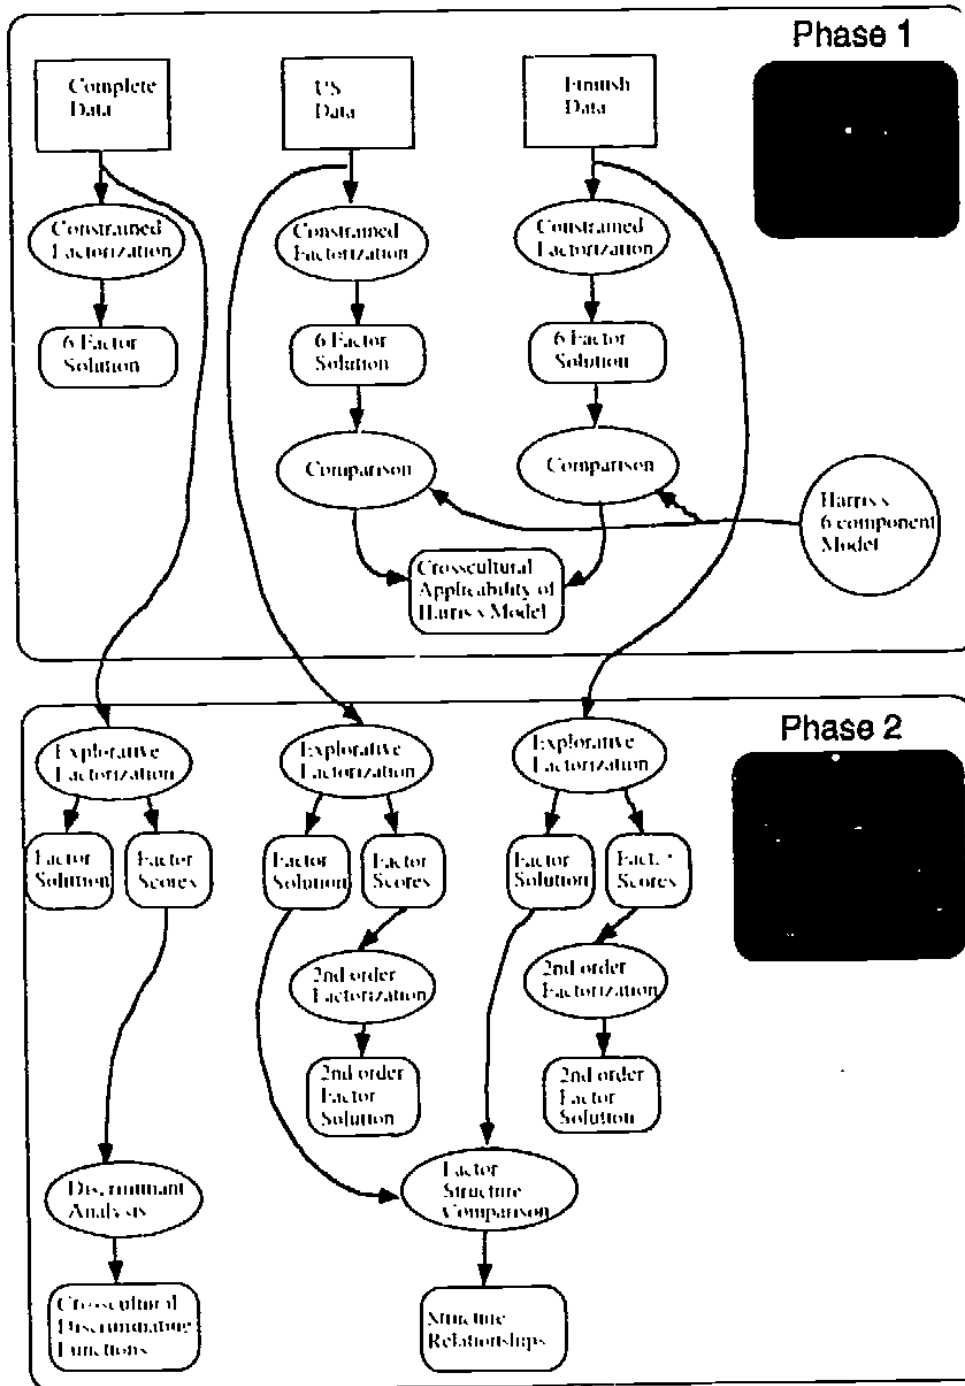 Phase 1
Complete
Data
US
Data
Finnish
Data
Constrained
Factorization
Constrained
Factorization
Constrained
Factorization
6 Factor
Solution
6 Factor
Solution
6 Factor
Solution
Comparison
Comparison
Harris's
6 component
Model
Crosscultural
Applicability of
Harris's Model
Phase 2
Explorative
Factorization
Explorative
Factorization
Explorative
Factorization
Factor
Solution
Factor
Scores
Factor
Solution
Factor
Scores
Factor
Solution
Factor
Scores
2nd order
Factorization
2nd order
Factorization
2nd order
Factor
Solution
2nd order
Factor
Solution
Discriminant
Analysis
Factor
Structure
Comparison
Crosscultural
Discriminating
Functions
Structure
Relationships